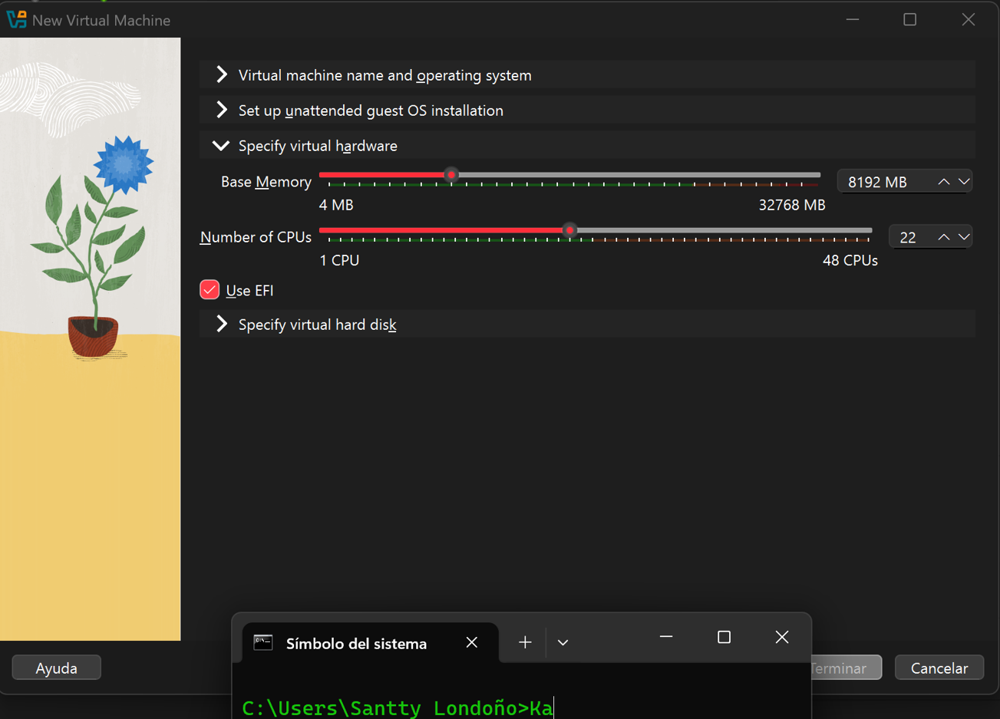 New Virtual Machine
Virtual machine name and operating system
Set up unattended guest OS installation
Specify virtual hardware
Base Memory
8192 MB
4 MB
32768 MB
Number of CPUs
22
1 CPU
48 CPUs
Use EFI
Specify virtual hard disk
Símbolo del sistema
Ayuda
Terminar
Cancelar
C:\Users\Santty Londoño>Ka